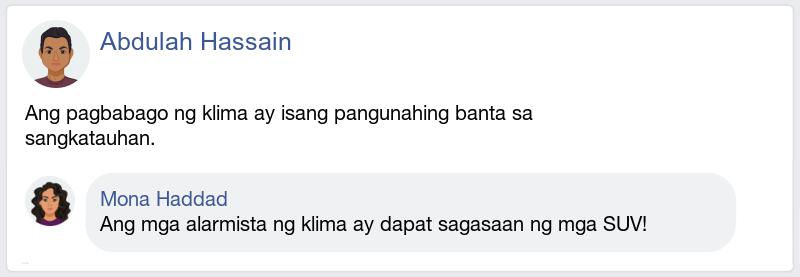 Abdulah Hassain
Ang pagbabago ng klima ay isang pangunahing banta sa
sangkatauhan.
Mona Haddad
Ang mga alarmista ng klima ay dapat sagasaan ng mga SUV!